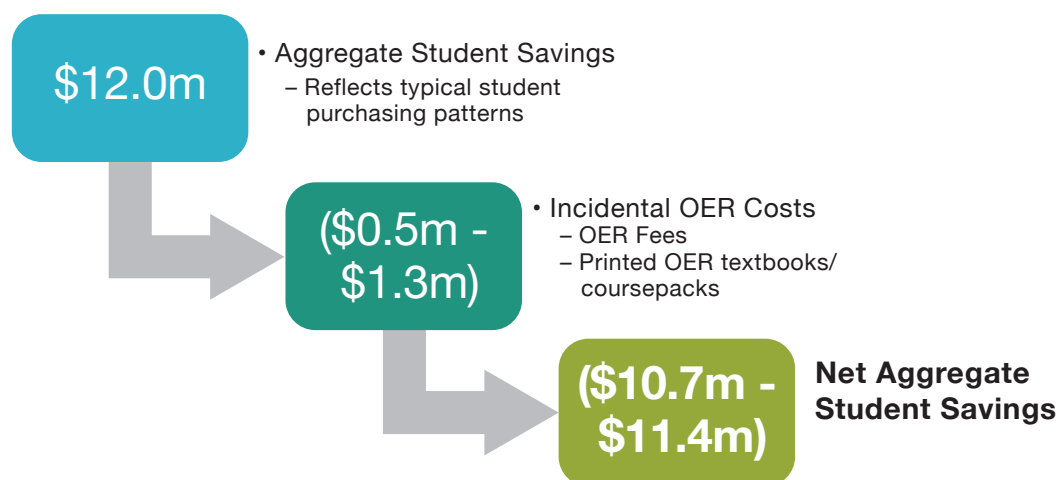 $12.0m
• Aggregate Student Savings
– Reflects typical student
purchasing patterns
($0.5m -
$1.3m)
• Incidental OER Costs
– OER Fees
– Printed OER textbooks/
coursepacks
($10.7m -
$11.4m)
Net Aggregate
Student Savings